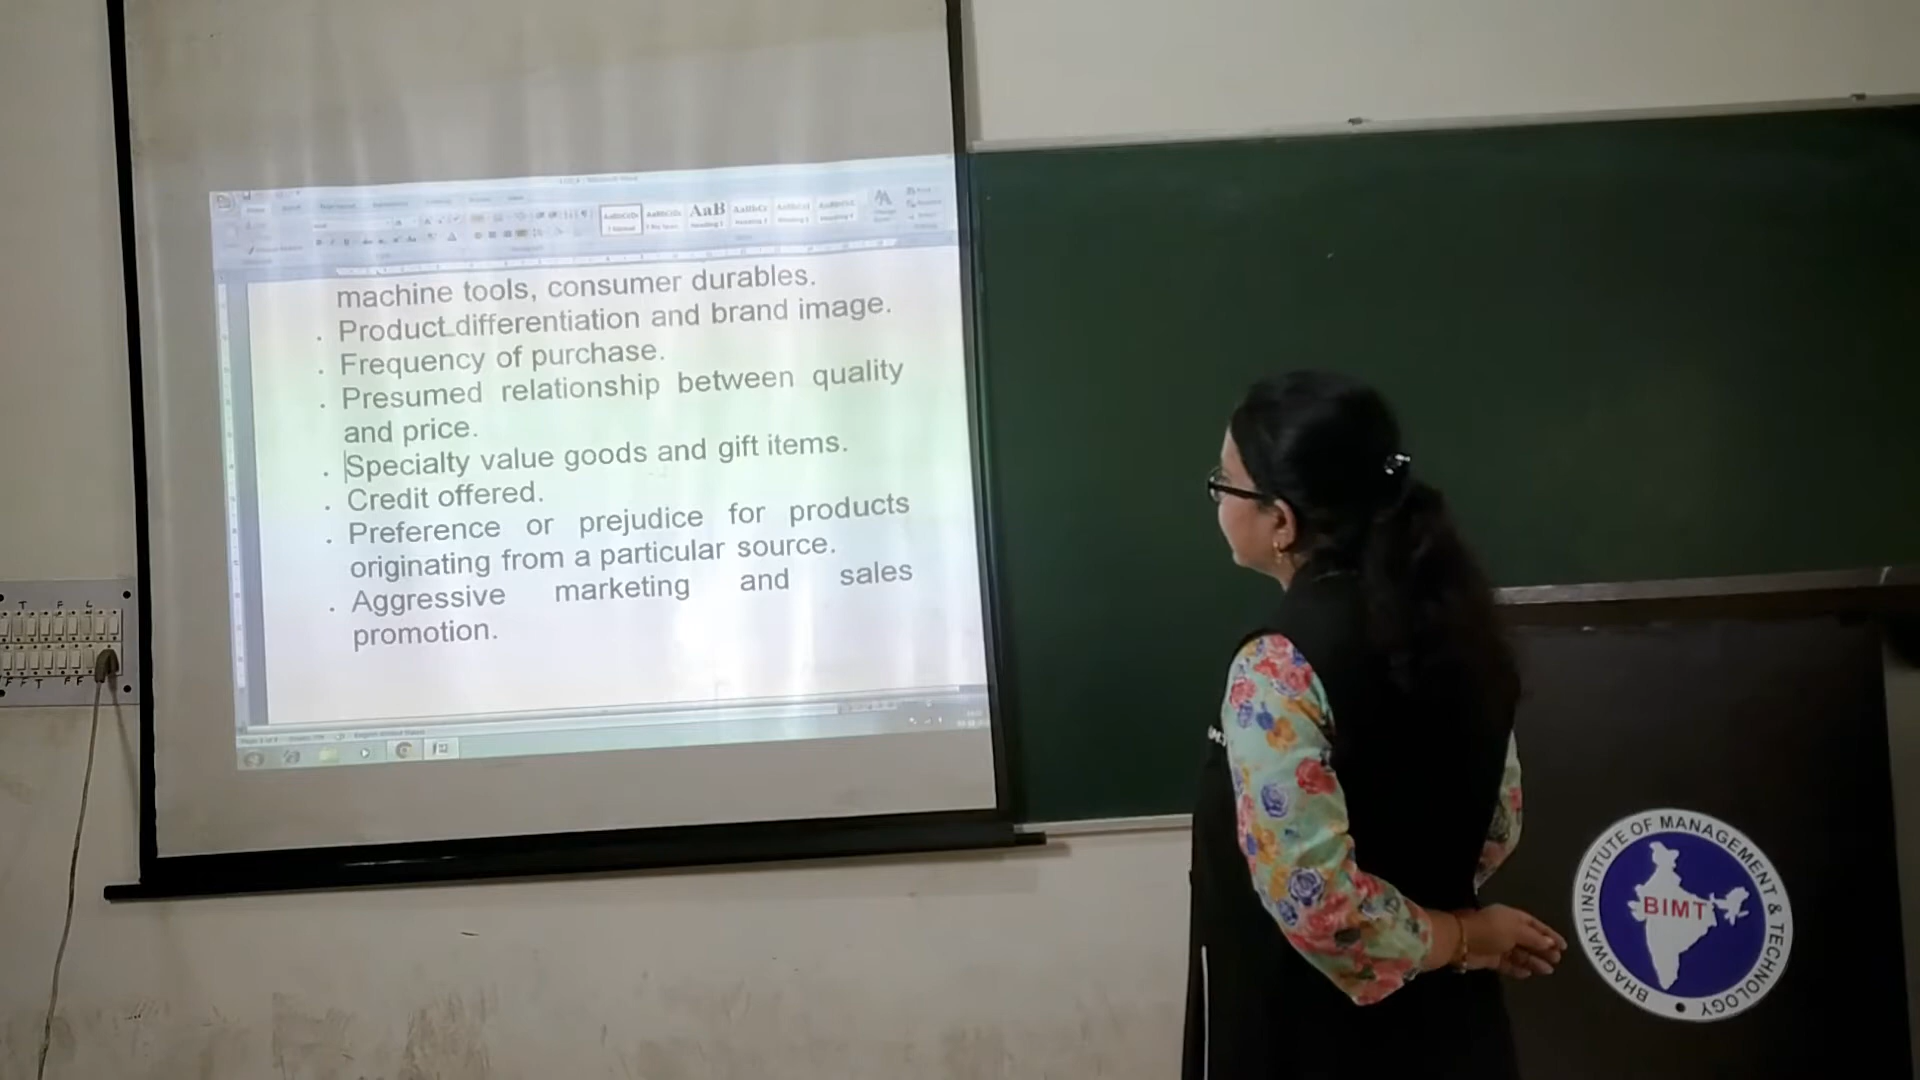 AaB
machine tools, consumer durables.
. Product differentiation and brand image.
. Frequency of purchase.
. Presumed relationship between quality
and price.
. Specialty value goods and gift items.
. Credit offered.
. Preference or prejudice for products
originating from a particular source.
. Aggressive marketing and sales
promotion.
T F L
F F T F F
BHAGWATI INSTITUTE OF MANAGEMENT & TECHNOLOGY
BIMT